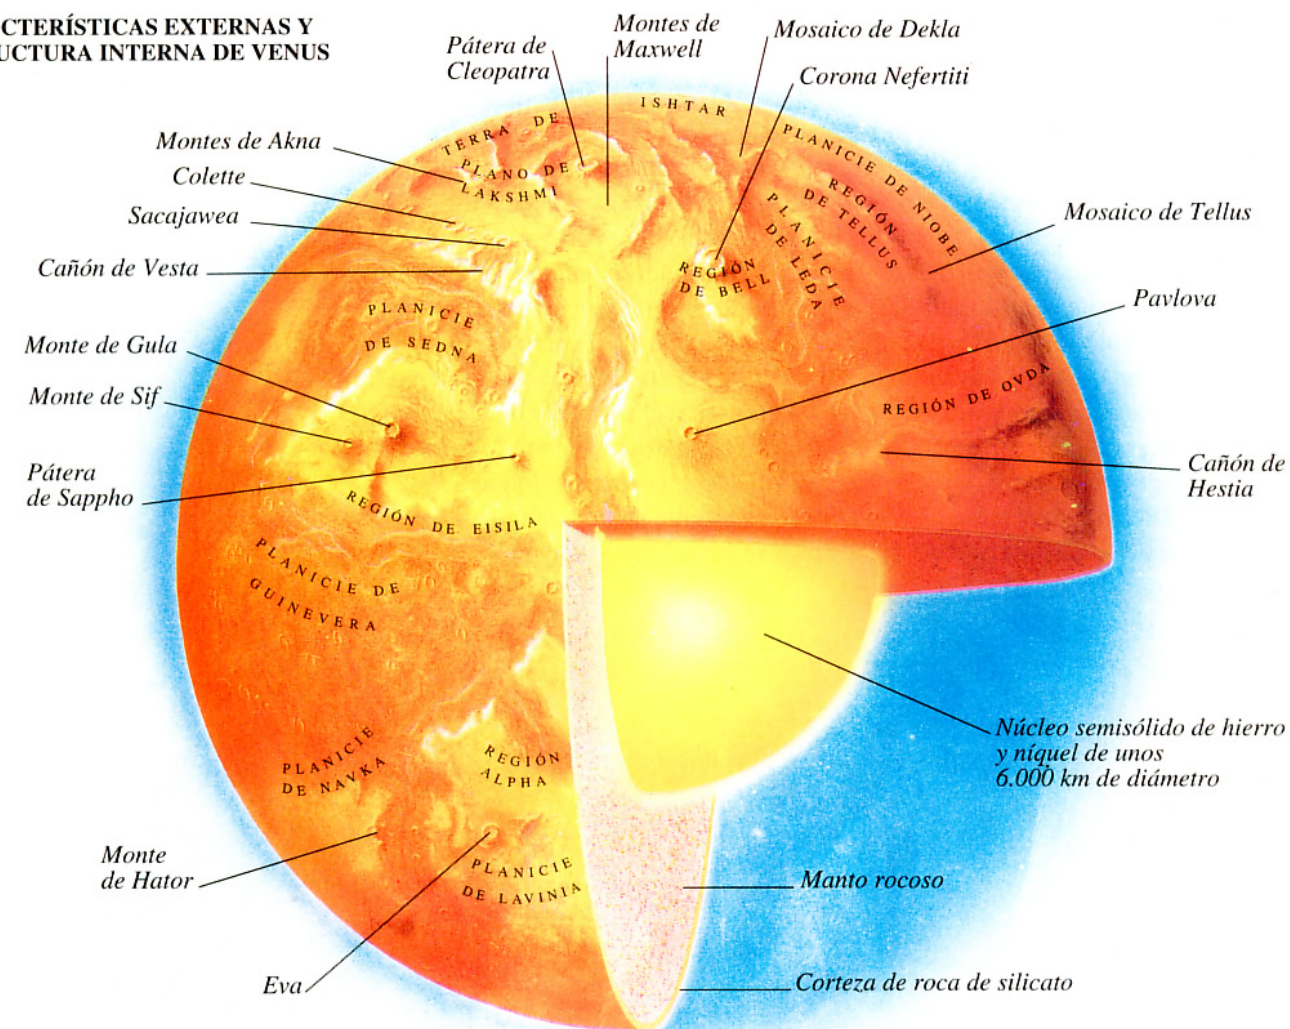 CTERÍSTICAS EXTERNAS Y
UCTURA INTERNA DE VENUS
Pátera de
Cleopatra
Montes de
Maxwell
Mosaico de Dekla
Corona Nefertiti
Montes de Akna
Colette
Sacajawea
Cañón de Vesta
Monte de Gula
Monte de Sif
Pátera
de Sappho
TERRA DE ISHTAR
PLANO DE
LAKSHMI
PLANICIE DE NIOBE
REGIÓN
DE TELLUS
PLANICIE
DE LEDA
REGIÓN
DE BELL
Mosaico de Tellus
Pavlova
PLANICIE
DE SEDNA
REGIÓN DE OVDA
Cañón de
Hestia
REGIÓN DE EISILA
PLANICIE DE
GUINEVERA
PLANICIE
DE NAVKA
REGIÓN
ALPHA
Núcleo semisólido de hierro
y níquel de unos
6.000 km de diámetro
Monte
de Hator
PLANICIE
DE LAVINIA
Manto rocoso
Eva
Corteza de roca de silicato